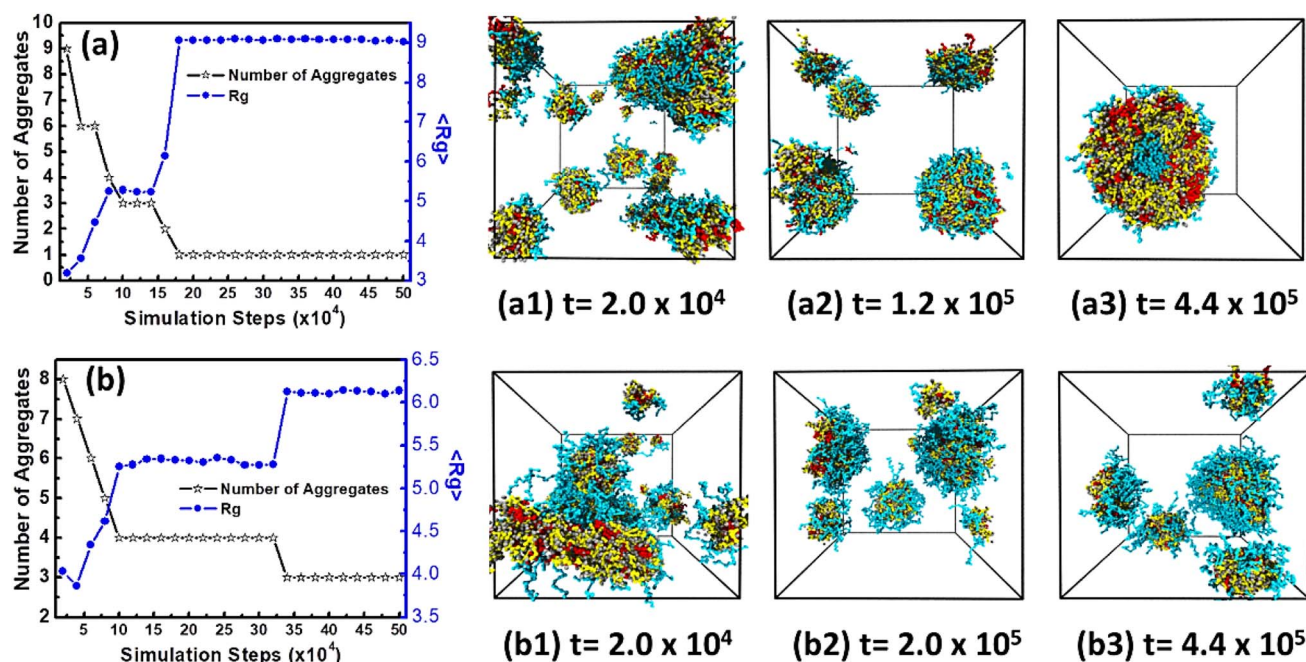 (a)
Number of Aggregates
Rg
10
9
8
7
6
5
4
3
2
1
0
Number of Aggregates
9
8
7
6
5
4
3
<Rg>
5 10 15 20 25 30 35 40 45 50
Simulation Steps (x10⁴)
(a1) t= 2.0 x 10⁴
(a2) t= 1.2 x 10⁵
(a3) t= 4.4 x 10⁵
(b)
Number of Aggregates
Rg
8
7
6
5
4
3
2
Number of Aggregates
6.5
6.0
5.5
5.0
4.5
4.0
3.5
<Rg>
5 10 15 20 25 30 35 40 45 50
Simulation Steps (x10⁴)
(b1) t= 2.0 x 10⁴
(b2) t= 2.0 x 10⁵
(b3) t= 4.4 x 10⁵